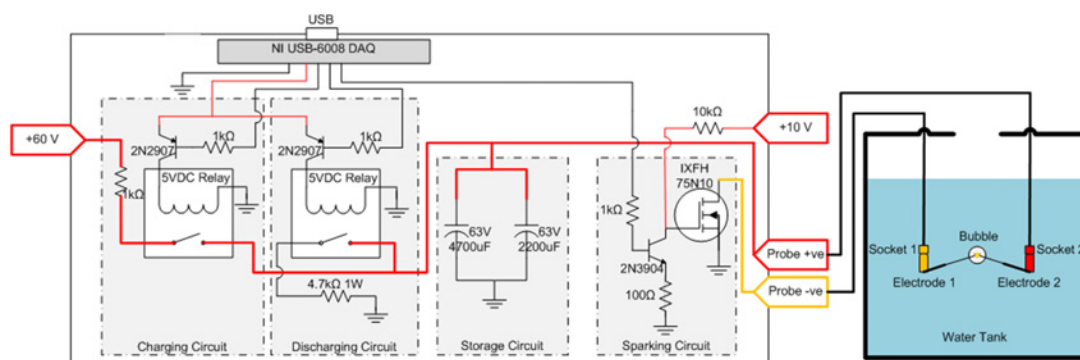 USB
NI USB-6008 DAQ
+60 V
1kΩ
2N2907
1kΩ
5VDC Relay
2N2907
1kΩ
5VDC Relay
4.7kΩ 1W
63V
4700uF
63V
2200uF
10kΩ
+10 V
IXFH
75N10
1kΩ
2N3904
100Ω
Probe +ve
Probe -ve
Socket 1
Bubble
Socket 2
Electrode 1
Electrode 2
Water Tank
Charging Circuit
Discharging Circuit
Storage Circuit
Sparking Circuit